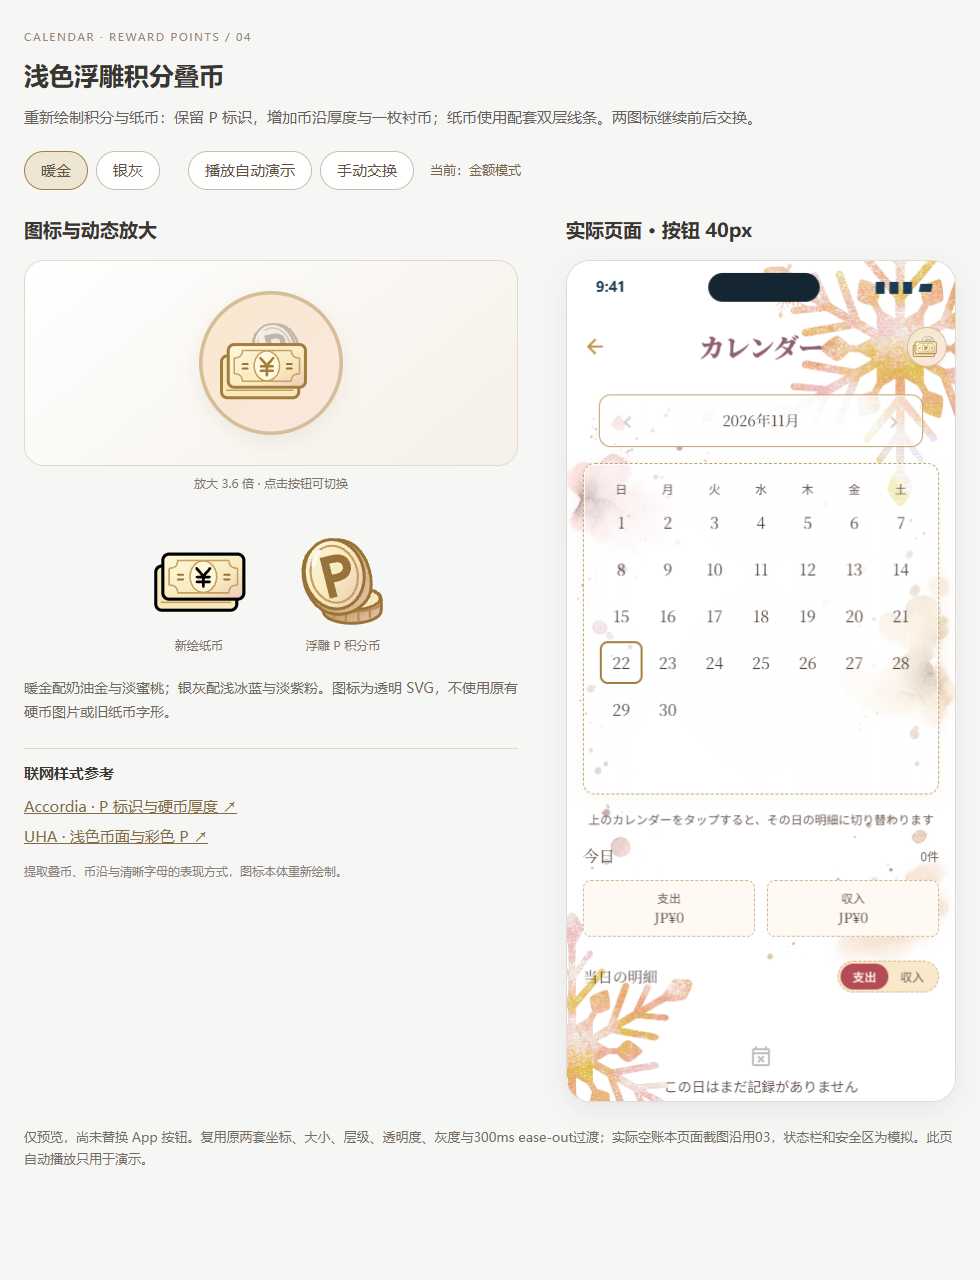 CALENDAR · REWARD POINTS / 04
浅色浮雕积分叠币
重新绘制积分与纸币：保留 P 标识，增加币沿厚度与一枚衬币；纸币使用配套双层线条。两图标继续前后交换。
暖金
银灰
播放自动演示
手动交换
当前：金额模式
图标与动态放大
P
¥
放大 3.6 倍 · 点击按钮可切换
¥
P
新绘纸币
浮雕 P 积分币
暖金配奶油金与淡蜜桃；银灰配浅冰蓝与淡紫粉。图标为透明 SVG，不使用原有
硬币图片或旧纸币字形。
联网样式参考
Accordia · P 标识与硬币厚度 ↗
UHA · 浅色币面与彩色 P ↗
提取叠币、币沿与清晰字母的表现方式，图标本体重新绘制。
实际页面 · 按钮 40px
9:41
カレンダー
¥
2026年11月
日 月 火 水 木 金 土
1 2 3 4 5 6 7
8 9 10 11 12 13 14
15 16 17 18 19 20 21
22 23 24 25 26 27 28
29 30
上のカレンダーをタップすると、その日の明細に切り替わります
今日
0件
支出
JP¥0
収入
JP¥0
当日の明細
支出
収入
この日はまだ記録がありません
仅预览，尚未替换 App 按钮。复用原两套坐标、大小、层级、透明度、灰度与300ms ease-out过渡；实际空账本页面截图沿用03，状态栏和安全区为模拟。此页
自动播放只用于演示。